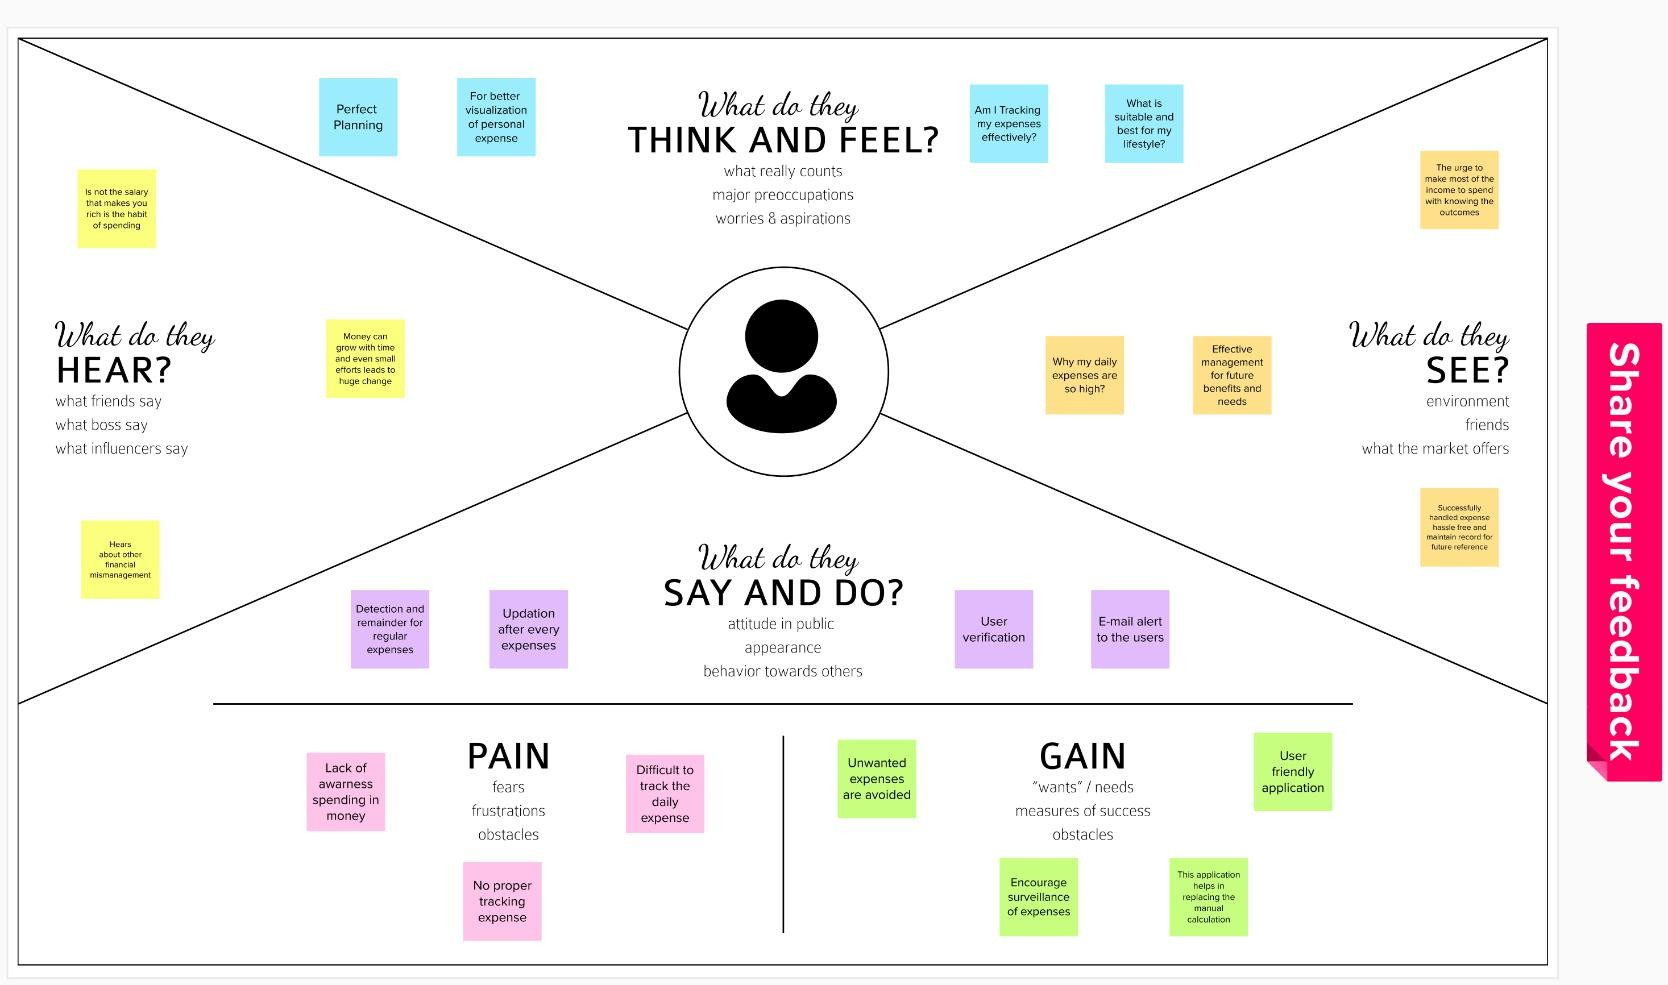 Perfect
Planning
For better
visualization
of personal
expense
What do they
THINK AND FEEL?
what really counts
major preoccupations
worries & aspirations
Am I Tracking
my expenses
effectively?
What is
suitable and
best for my
lifestyle?
Is not the salary
that makes you
rich is the habit
of spending
What do they
HEAR?
what friends say
what boss say
what influencers say
Money can
grow with time
and even small
efforts leads to
huge change
Hears
about other
financial
mismanagement
The urge to
make most of the
income to spend
with knowing the
outcomes
Why my daily
expenses are
so high?
Effective
management
for future
benefits and
needs
What do they
SEE?
environment
friends
what the market offers
Successfully
handled expense
hassle free and
maintain record for
future reference
Detection and
remainder for
regular
expenses
Updation
after every
expenses
What do they
SAY AND DO?
attitude in public
appearance
behavior towards others
User
verification
E-mail alert
to the users
Lack of
awarness
spending in
money
PAIN
fears
frustrations
obstacles
Difficult to
track the
daily
expense
No proper
tracking
expense
Unwanted
expenses
are avoided
GAIN
"wants" / needs
measures of success
obstacles
User
friendly
application
Encourage
surveillance
of expenses
This application
helps in
replacing the
manual
calculation
Share your feedback